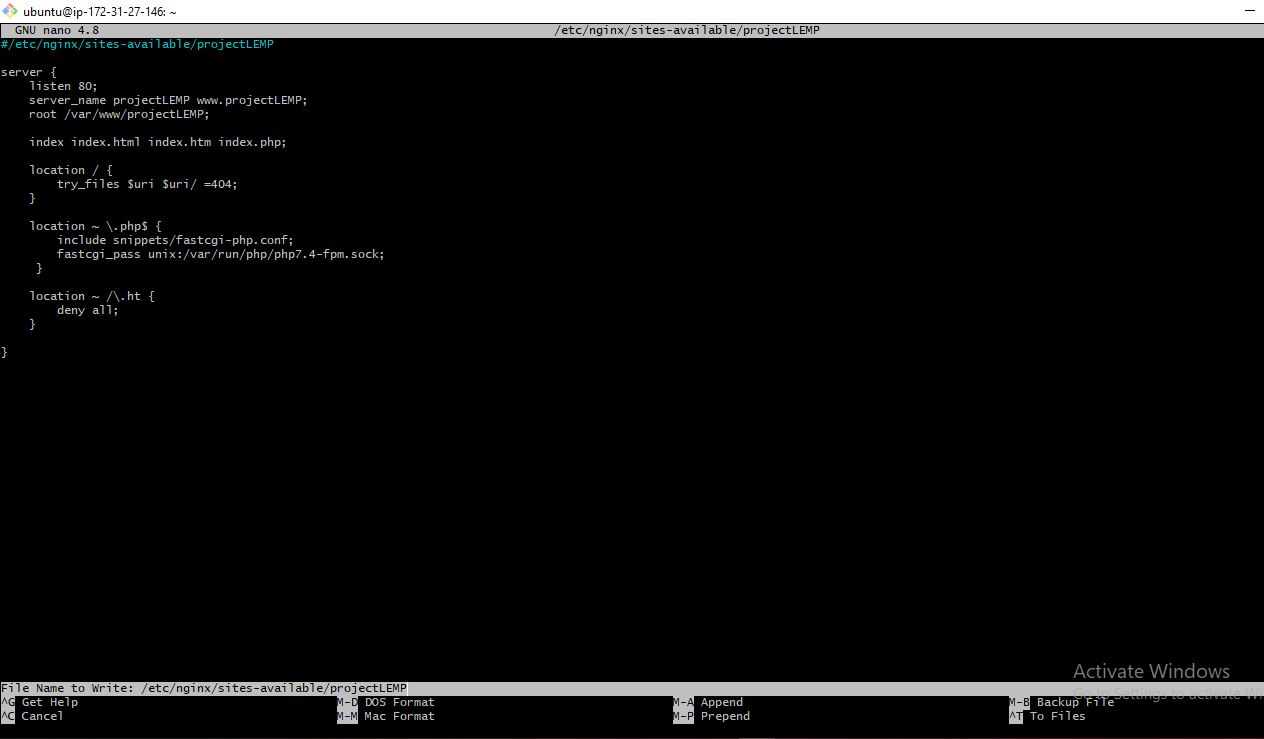 ubuntu@ip-172-31-27-146: ~
GNU nano 4.8 /etc/nginx/sites-available/projectLEMP
#/etc/nginx/sites-available/projectLEMP
server {
    listen 80;
    server_name projectLEMP www.projectLEMP;
    root /var/www/projectLEMP;
    index index.html index.htm index.php;
    location / {
        try_files $uri $uri/ =404;
    }
    location ~ \.php$ {
        include snippets/fastcgi-php.conf;
        fastcgi_pass unix:/var/run/php/php7.4-fpm.sock;
     }
    location ~ /\.ht {
        deny all;
    }
}
Activate Windows
Go to Settings to activate Wi
File Name to Write: /etc/nginx/sites-available/projectLEMP
^G Get Help M-D DOS Format M-A Append M-B Backup File
^C Cancel M-M Mac Format M-P Prepend ^T To Files